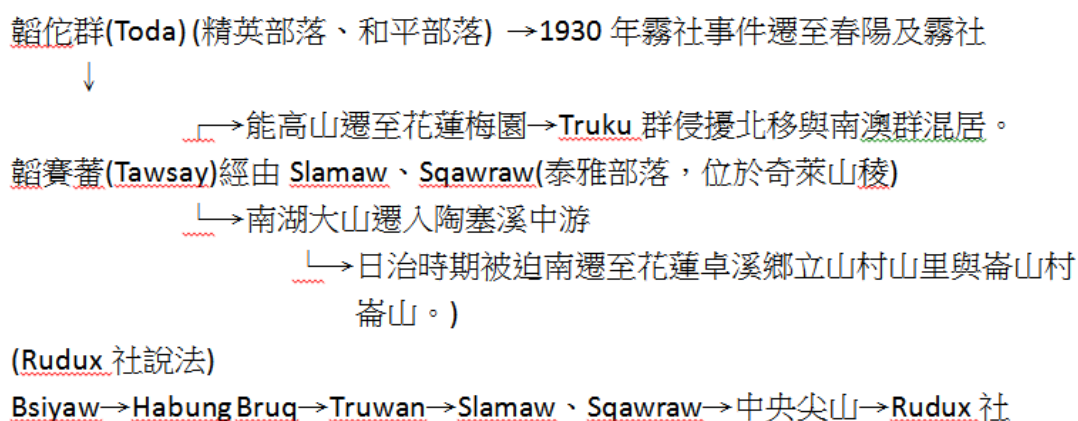 韜佗群(Toda) (精英部落、和平部落) →1930 年霧社事件遷至春陽及霧社
↓
┌→能高山遷至花蓮梅園→Truku 群侵擾北移與南澳群混居。
韜賽蕃(Tawsay)經由 Slamaw、Sqawraw(泰雅部落，位於奇萊山稜)
└→南湖大山遷入陶塞溪中游
└→日治時期被迫南遷至花蓮卓溪鄉立山村山里與崙山村
崙山。)
(Rudux 社說法)
Bsiyaw→Habung Bruq→Truwan→Slamaw、Sqawraw→中央尖山→Rudux 社